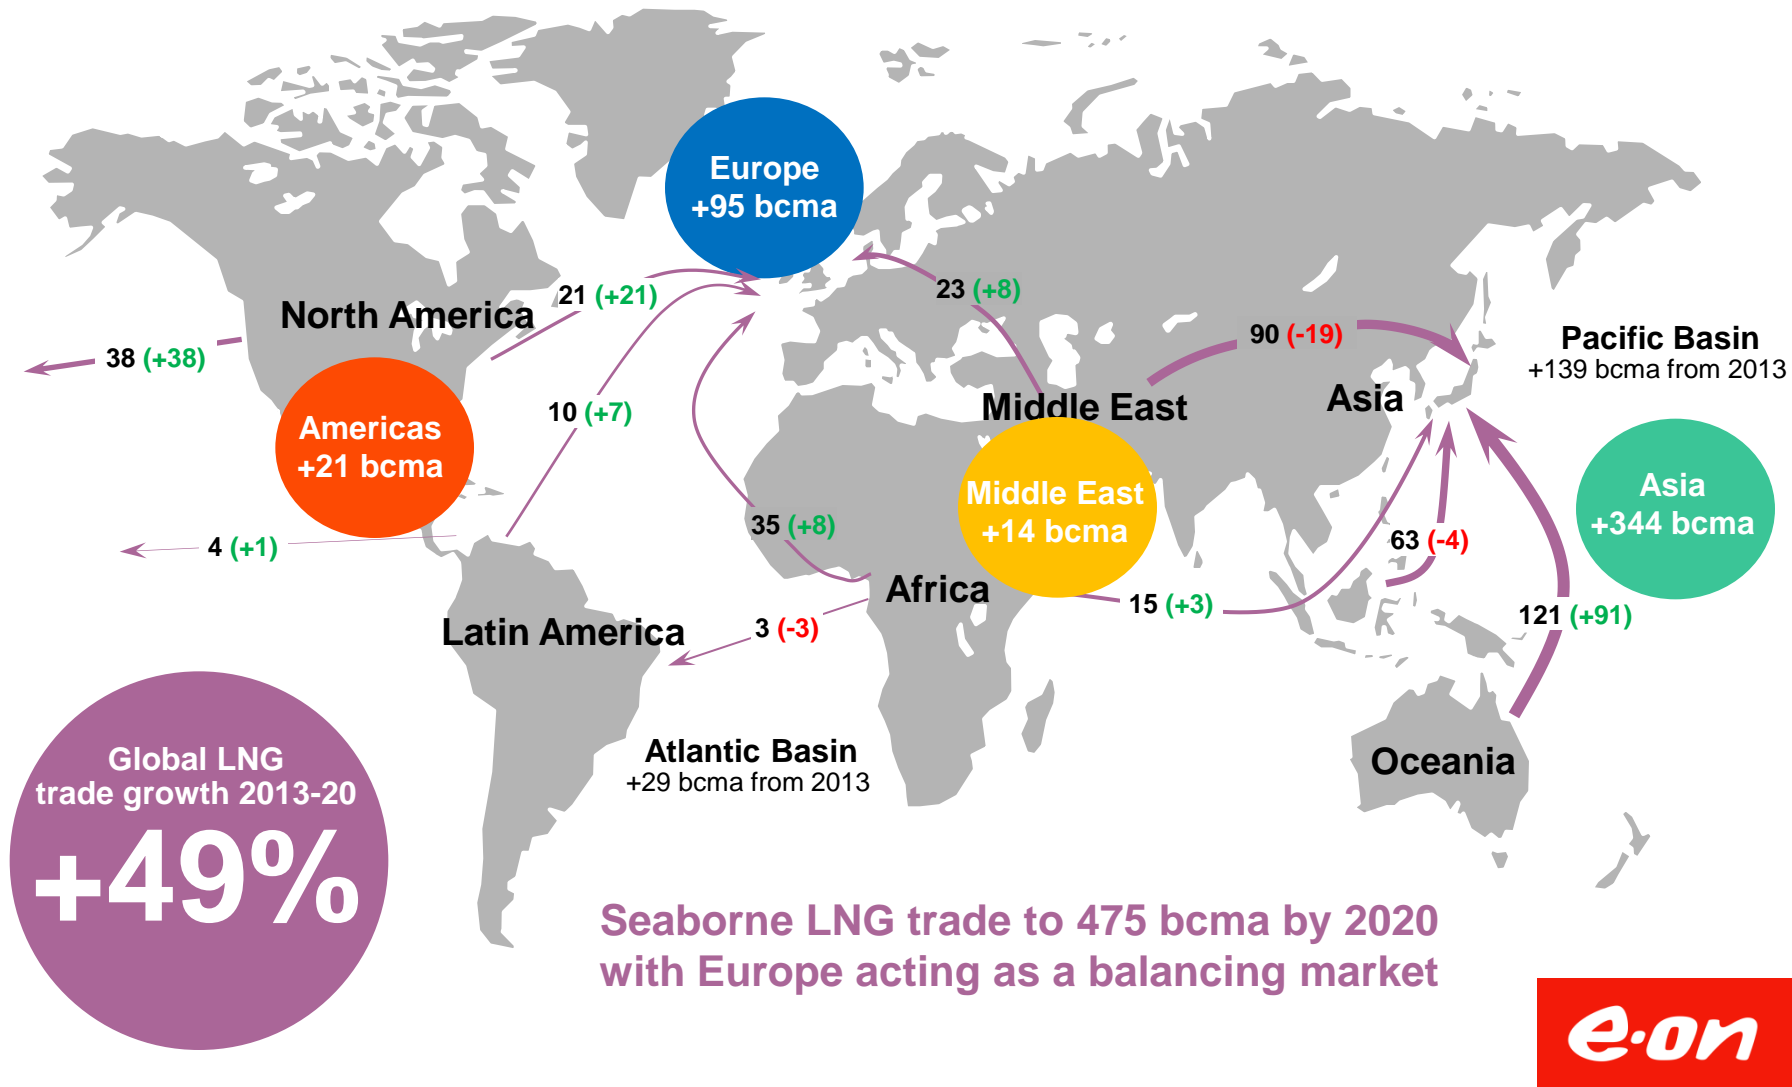 Europe
+95 bcma
21 (+21)
23 (+8)
North America
38 (+38)
90 (-19)
Pacific Basin
+139 bcma from 2013
Middle East
Asia
10 (+7)
Americas
+21 bcma
Middle East
+14 bcma
Asia
+344 bcma
4 (+1)
35 (+8)
63 (-4)
Africa
15 (+3)
121 (+91)
Latin America
3 (-3)
Global LNG
trade growth 2013-20
+49%
Atlantic Basin
+29 bcma from 2013
Oceania
Seaborne LNG trade to 475 bcma by 2020
with Europe acting as a balancing market
e·on